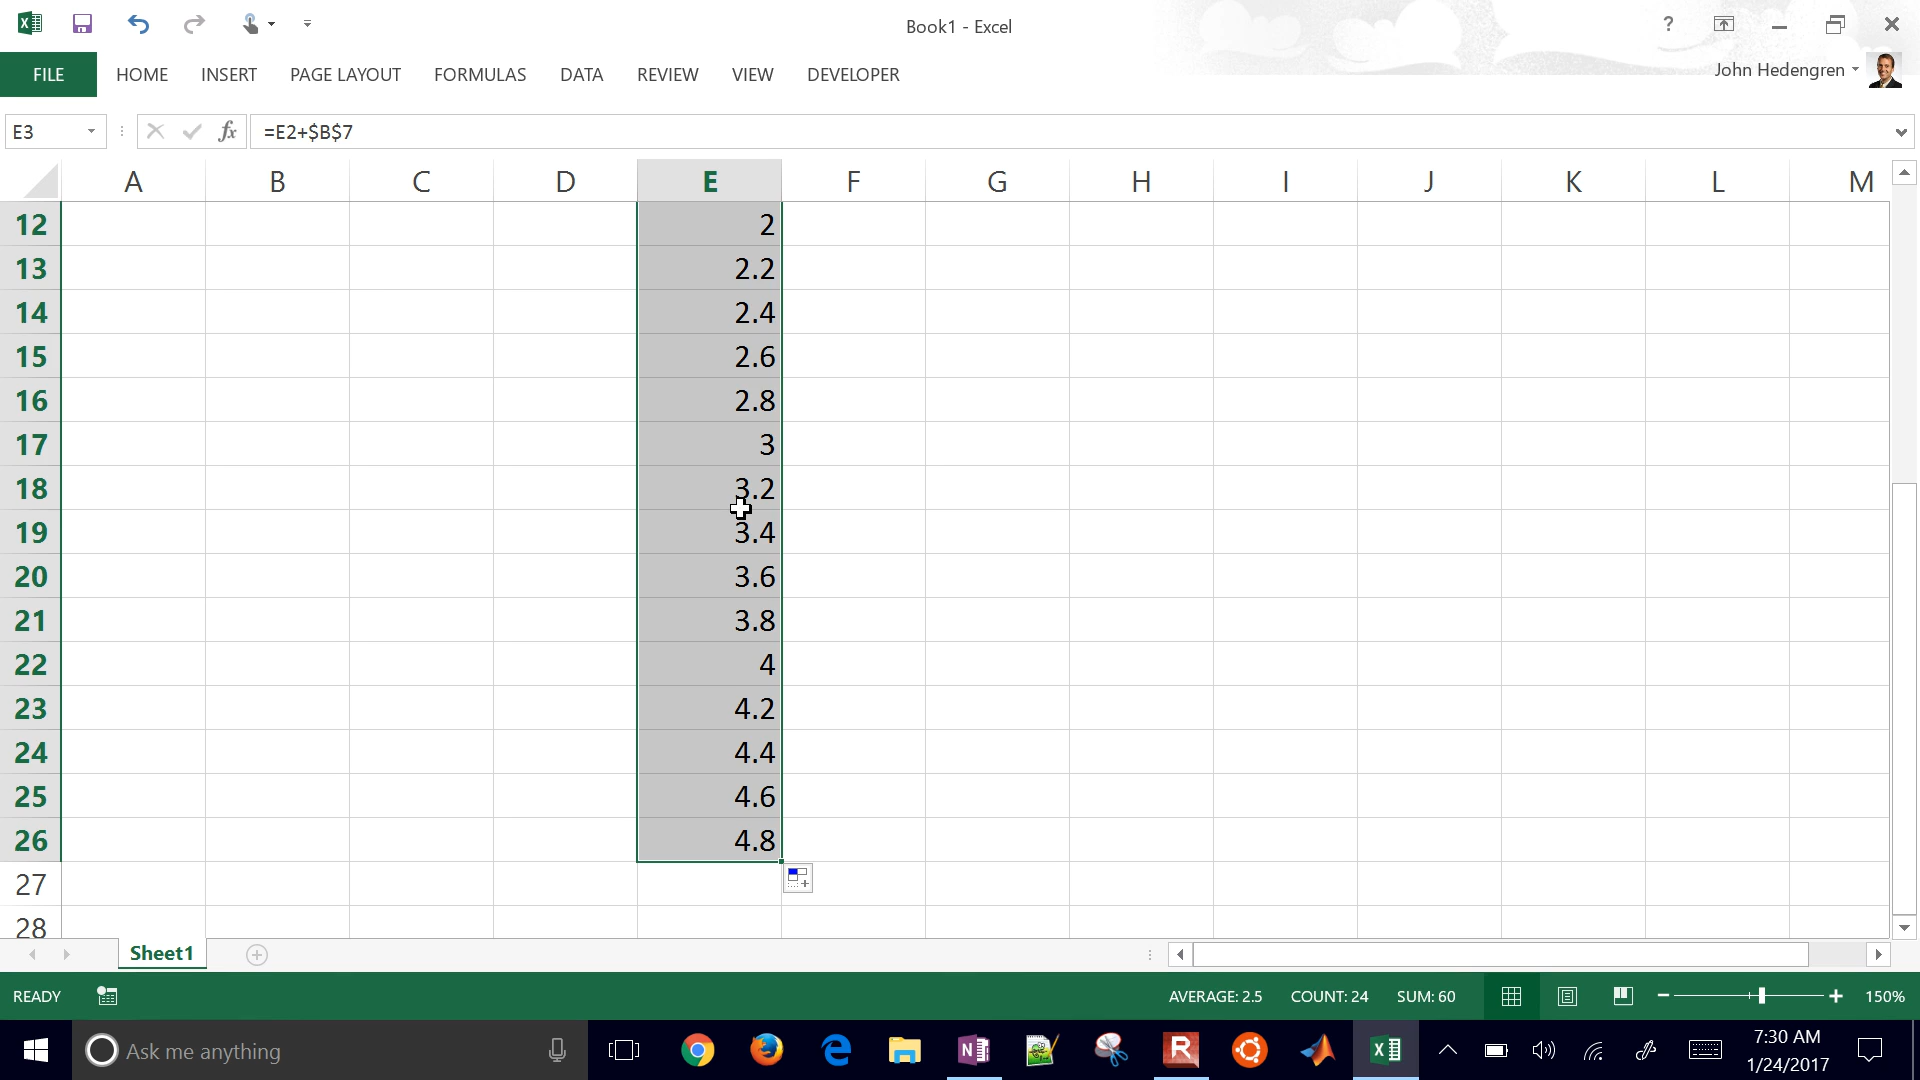 Book1 - Excel
?
FILE HOME INSERT PAGE LAYOUT FORMULAS DATA REVIEW VIEW DEVELOPER
John Hedengren
E3 fx =E2+$B$7
A B C D E F G H I J K L M
12 2
13 2.2
14 2.4
15 2.6
16 2.8
17 3
18 3.2
19 3.4
20 3.6
21 3.8
22 4
23 4.2
24 4.4
25 4.6
26 4.8
27
28
Sheet1
READY AVERAGE: 2.5 COUNT: 24 SUM: 60 150%
Ask me anything
7:30 AM
1/24/2017